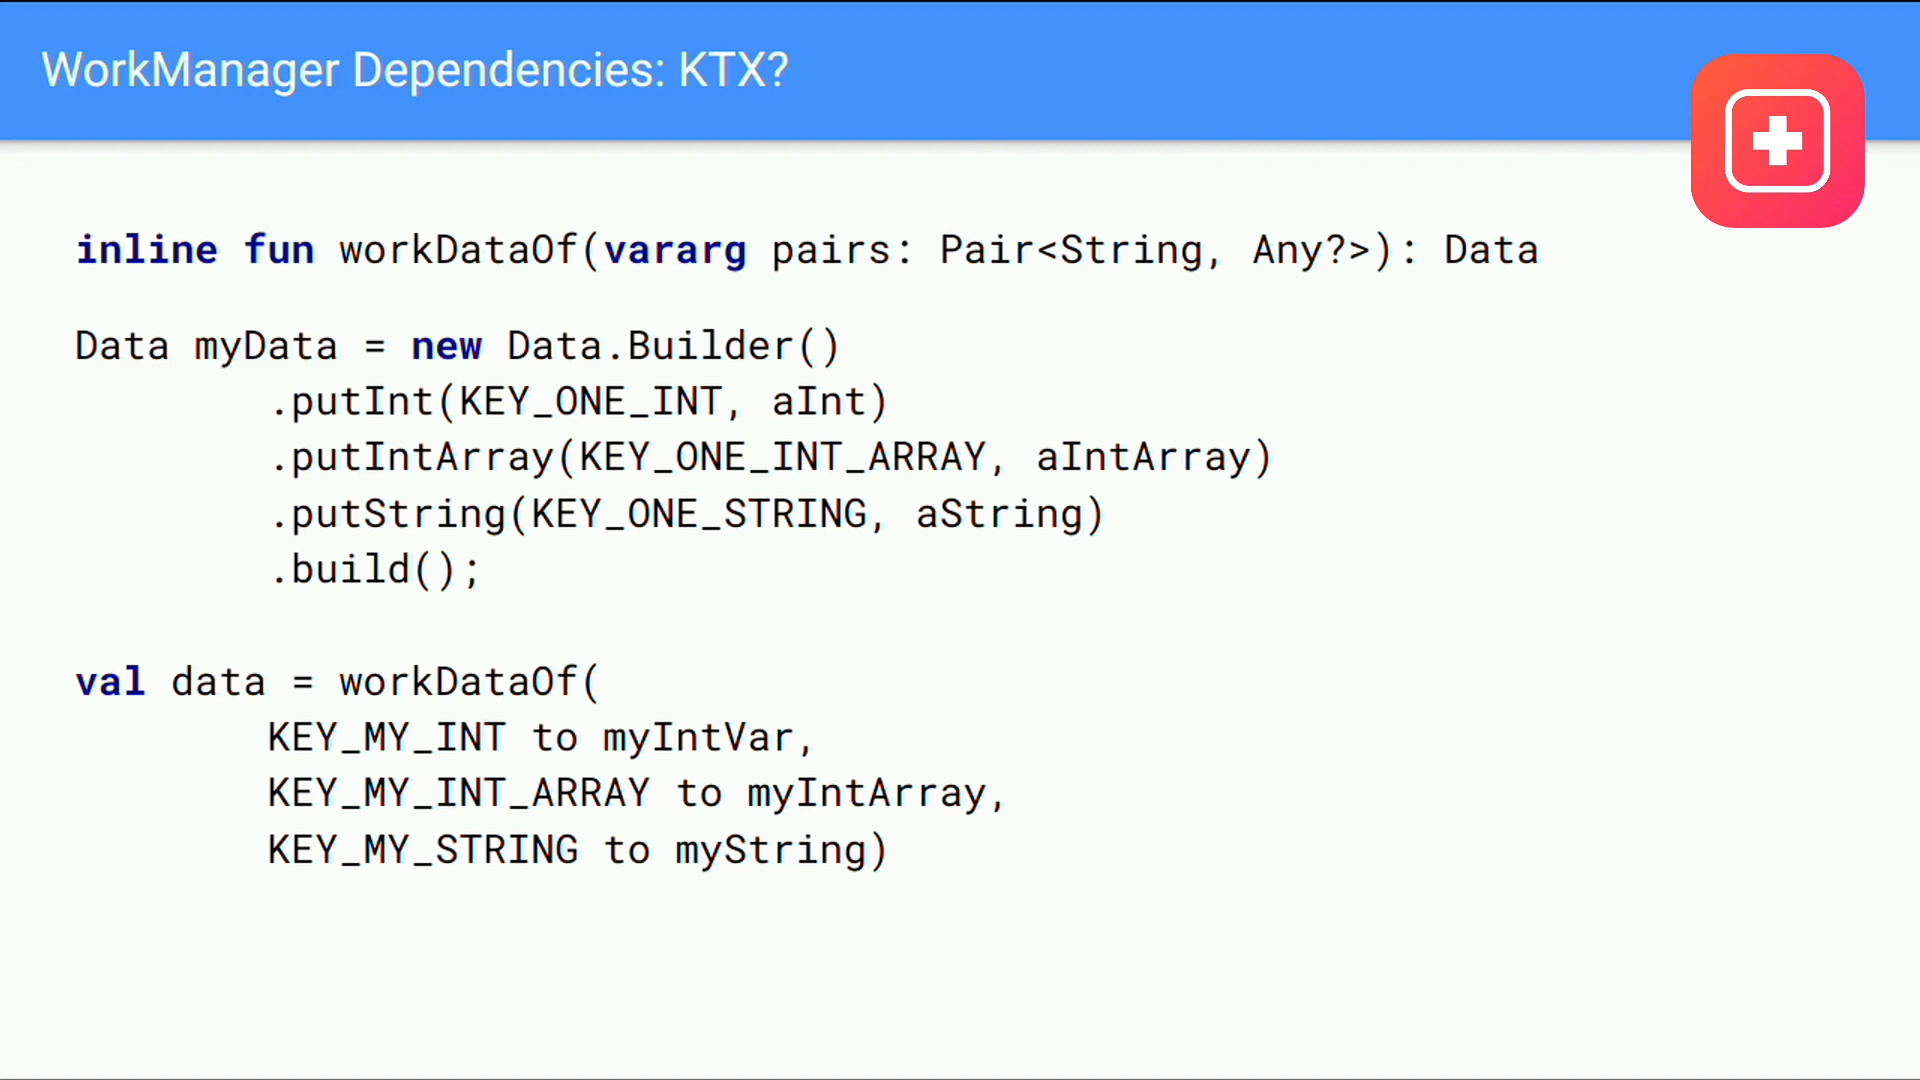 WorkManager Dependencies: KTX?
inline fun workDataOf(vararg pairs: Pair<String, Any?>): Data
Data myData = new Data.Builder()
.putInt(KEY_ONE_INT, aInt)
.putIntArray(KEY_ONE_INT_ARRAY, aIntArray)
.putString(KEY_ONE_STRING, aString)
.build();
val data = workDataOf(
KEY_MY_INT to myIntVar,
KEY_MY_INT_ARRAY to myIntArray,
KEY_MY_STRING to myString)